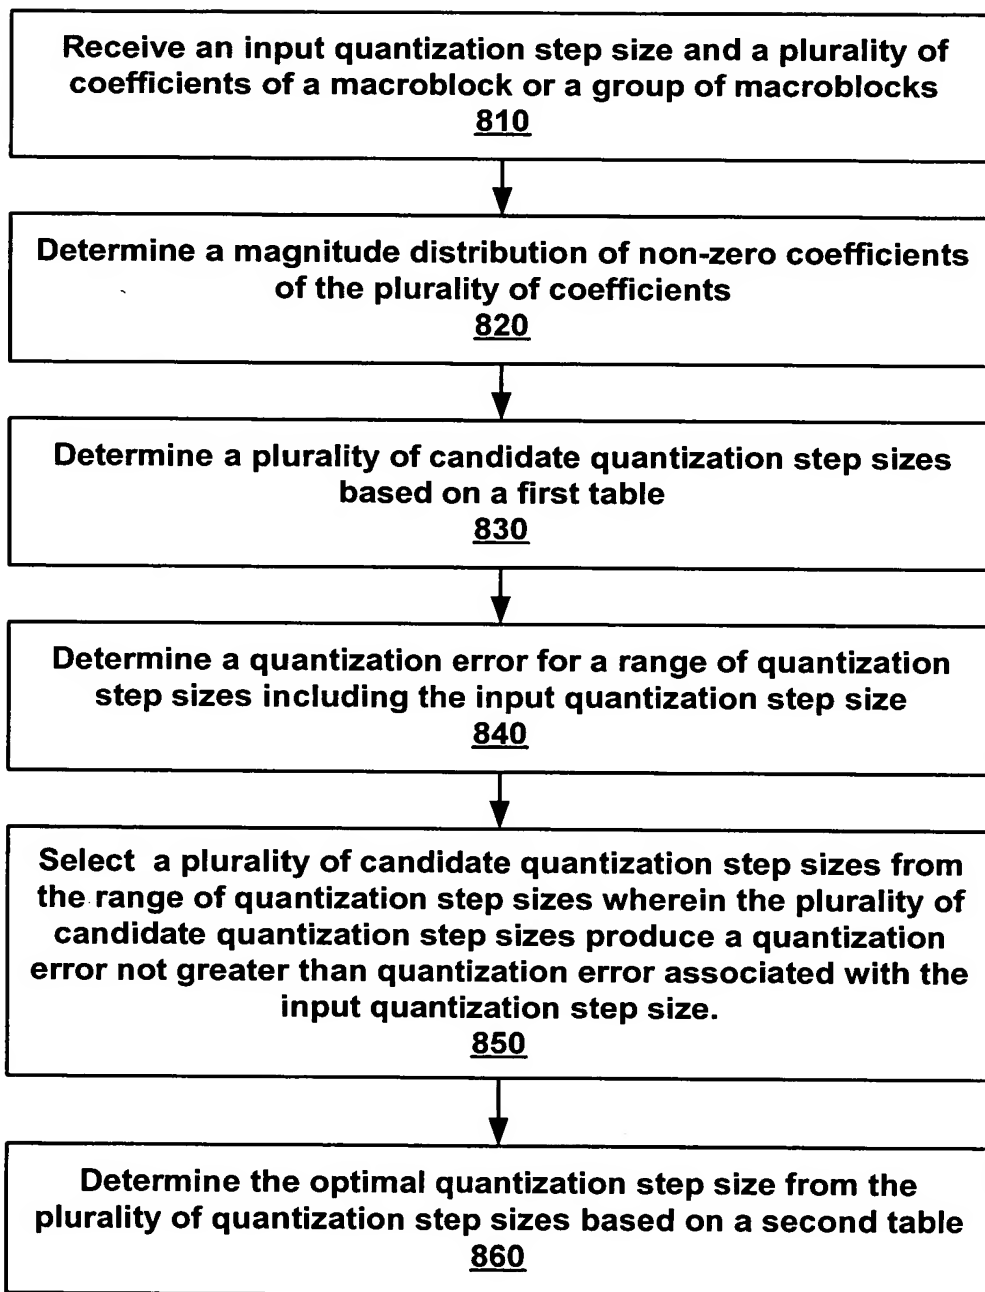 Receive an input quantization step size and a plurality of
coefficients of a macroblock or a group of macroblocks
810
Determine a magnitude distribution of non-zero coefficients
of the plurality of coefficients
820
Determine a plurality of candidate quantization step sizes
based on a first table
830
Determine a quantization error for a range of quantization
step sizes including the input quantization step size
840
Select a plurality of candidate quantization step sizes from
the range of quantization step sizes wherein the plurality of
candidate quantization step sizes produce a quantization
error not greater than quantization error associated with the
input quantization step size.
850
Determine the optimal quantization step size from the
plurality of quantization step sizes based on a second table
860